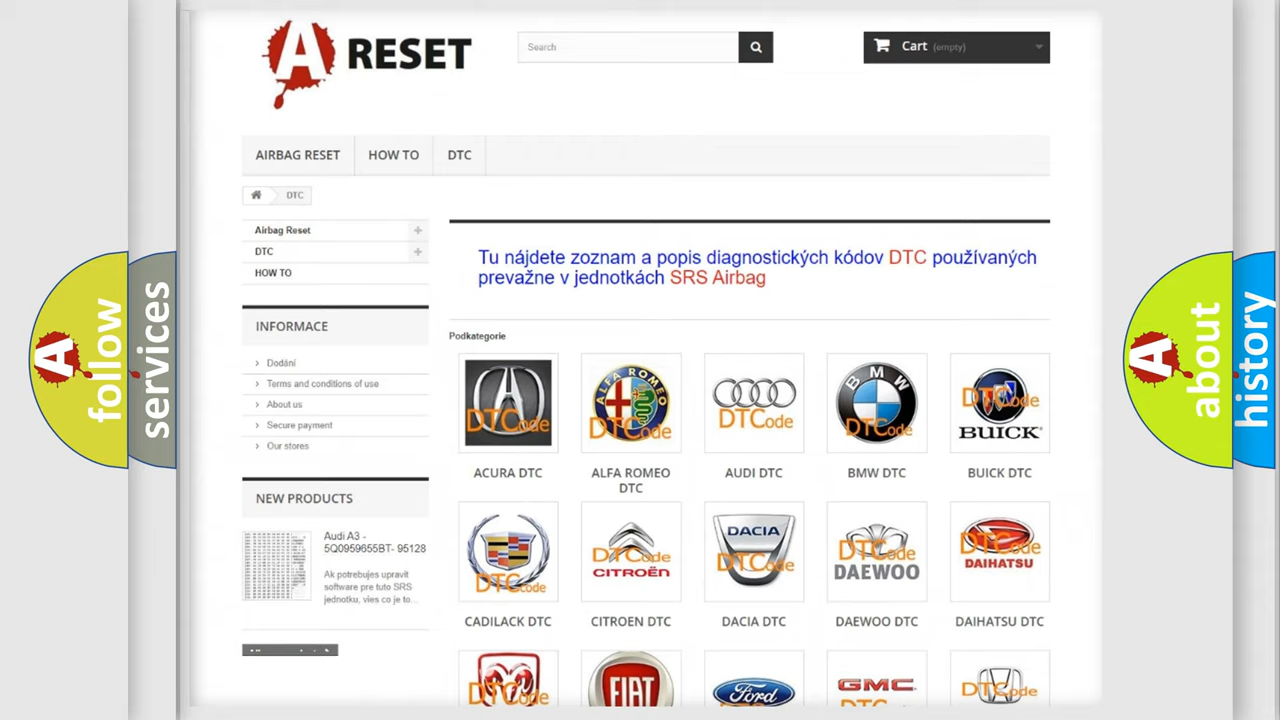 A RESET
Search
Cart (empty)
AIRBAG RESET
HOW TO
DTC
DTC
Airbag Reset
DTC
HOW TO
Tu nájdete zoznam a popis diagnostických kódov DTC používaných
prevažne v jednotkách SRS Airbag
INFORMACE
Dodání
Terms and conditions of use
About us
Secure payment
Our stores
Podkategorie
DTCode
ALFA ROMEO
DTCode
DTCode
BMW
DTCode
DTCode
BUICK
ACURA DTC
ALFA ROMEO
DTC
AUDI DTC
BMW DTC
BUICK DTC
NEW PRODUCTS
Audi A3 -
5Q0959655BT- 95128
Ak potrebujes upravit
software pre tuto SRS
jednotku, vies co je to...
DTCode
DTCode
CITROËN
DACIA
DTCode
DTCode
DAEWOO
DTCode
DAIHATSU
CADILACK DTC
CITROEN DTC
DACIA DTC
DAEWOO DTC
DAIHATSU DTC
DTCode
FIAT
Ford
GMC
DTCode
A follow
services
A about
history